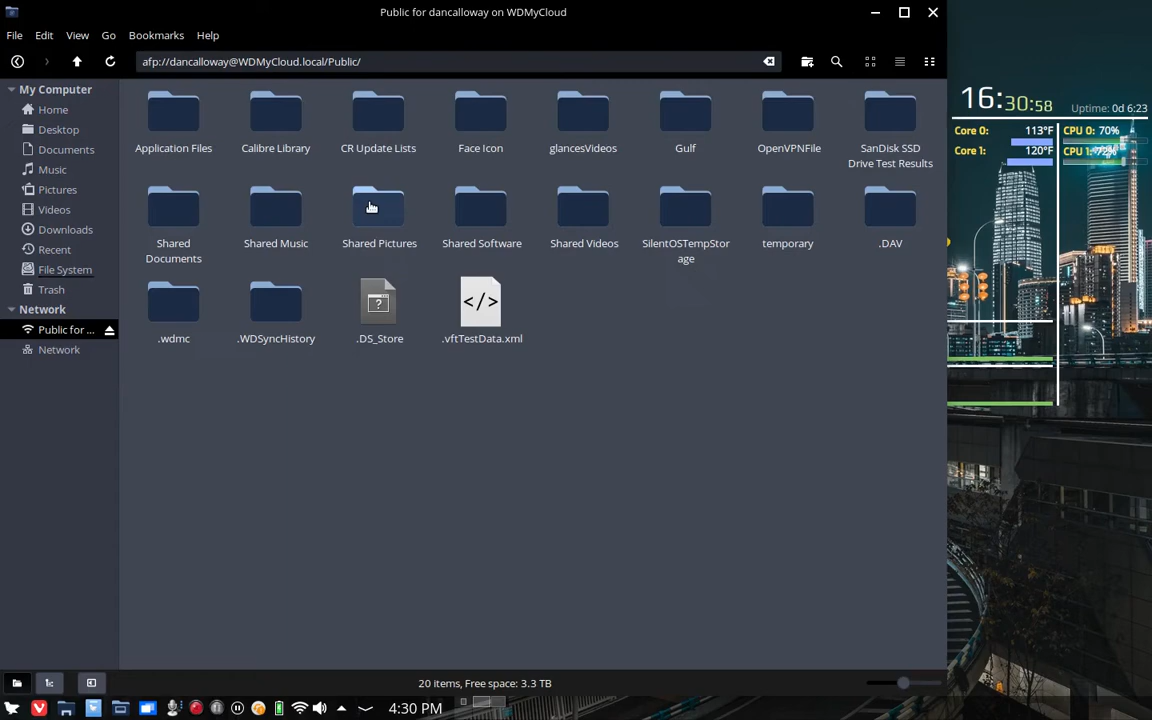 Public for dancalloway on WDMyCloud
File Edit View Go Bookmarks Help
afp://dancalloway@WDMyCloud.local/Public/
My Computer
Home
Desktop
Documents
Music
Pictures
Videos
Downloads
Recent
File System
Trash
Network
Public for ...
Network
Application Files
Calibre Library
CR Update Lists
Face Icon
glancesVideos
Gulf
OpenVPNFile
SanDisk SSD
Drive Test Results
Shared
Documents
Shared Music
Shared Pictures
Shared Software
Shared Videos
SilentOSTempStor
age
temporary
.DAV
.wdmc
.WDSyncHistory
.DS_Store
</>
.vftTestData.xml
20 items, Free space: 3.3 TB
16:30:58 Uptime: 0d 6:23
Core 0: 113°F CPU 0: 70%
Core 1: 120°F CPU 1: 72%
4:30 PM